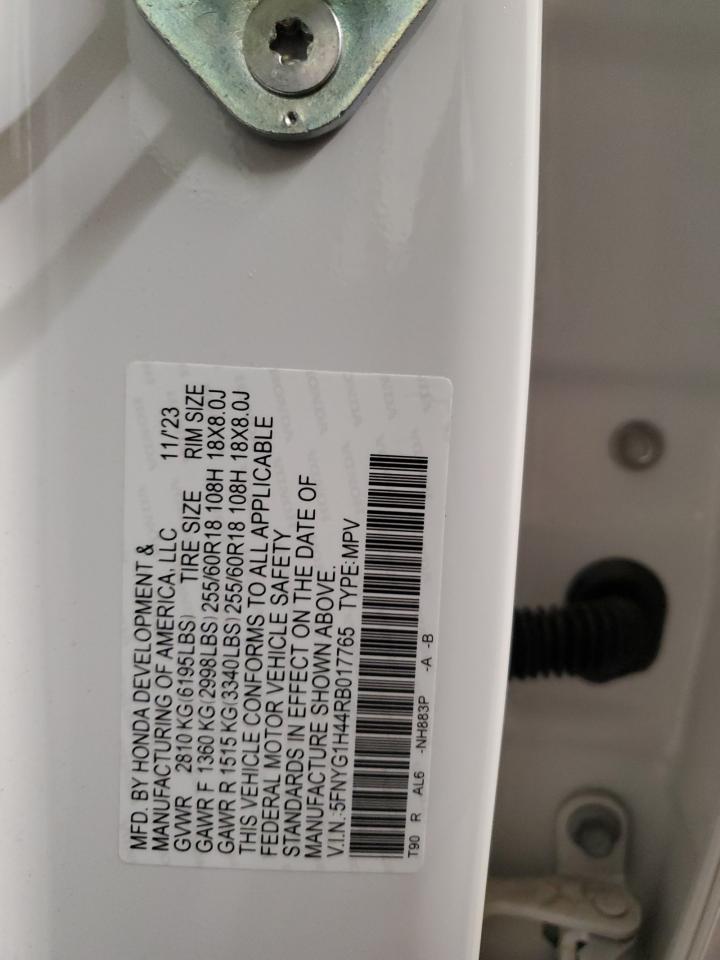 MFD. BY HONDA DEVELOPMENT &
MANUFACTURING OF AMERICA, LLC 11/'23
GVWR 2810 KG(6195LBS) TIRE SIZE RIM SIZE
GAWR F 1360 KG(2998LBS) 255/60R18 108H 18X8.0J
GAWR R 1515 KG(3340LBS) 255/60R18 108H 18X8.0J
THIS VEHICLE CONFORMS TO ALL APPLICABLE
FEDERAL MOTOR VEHICLE SAFETY
STANDARDS IN EFFECT ON THE DATE OF
MANUFACTURE SHOWN ABOVE.
V.I.N.:5FNYG1H44RB017765 TYPE:MPV
T90 R AL6 -NH883P -A -B